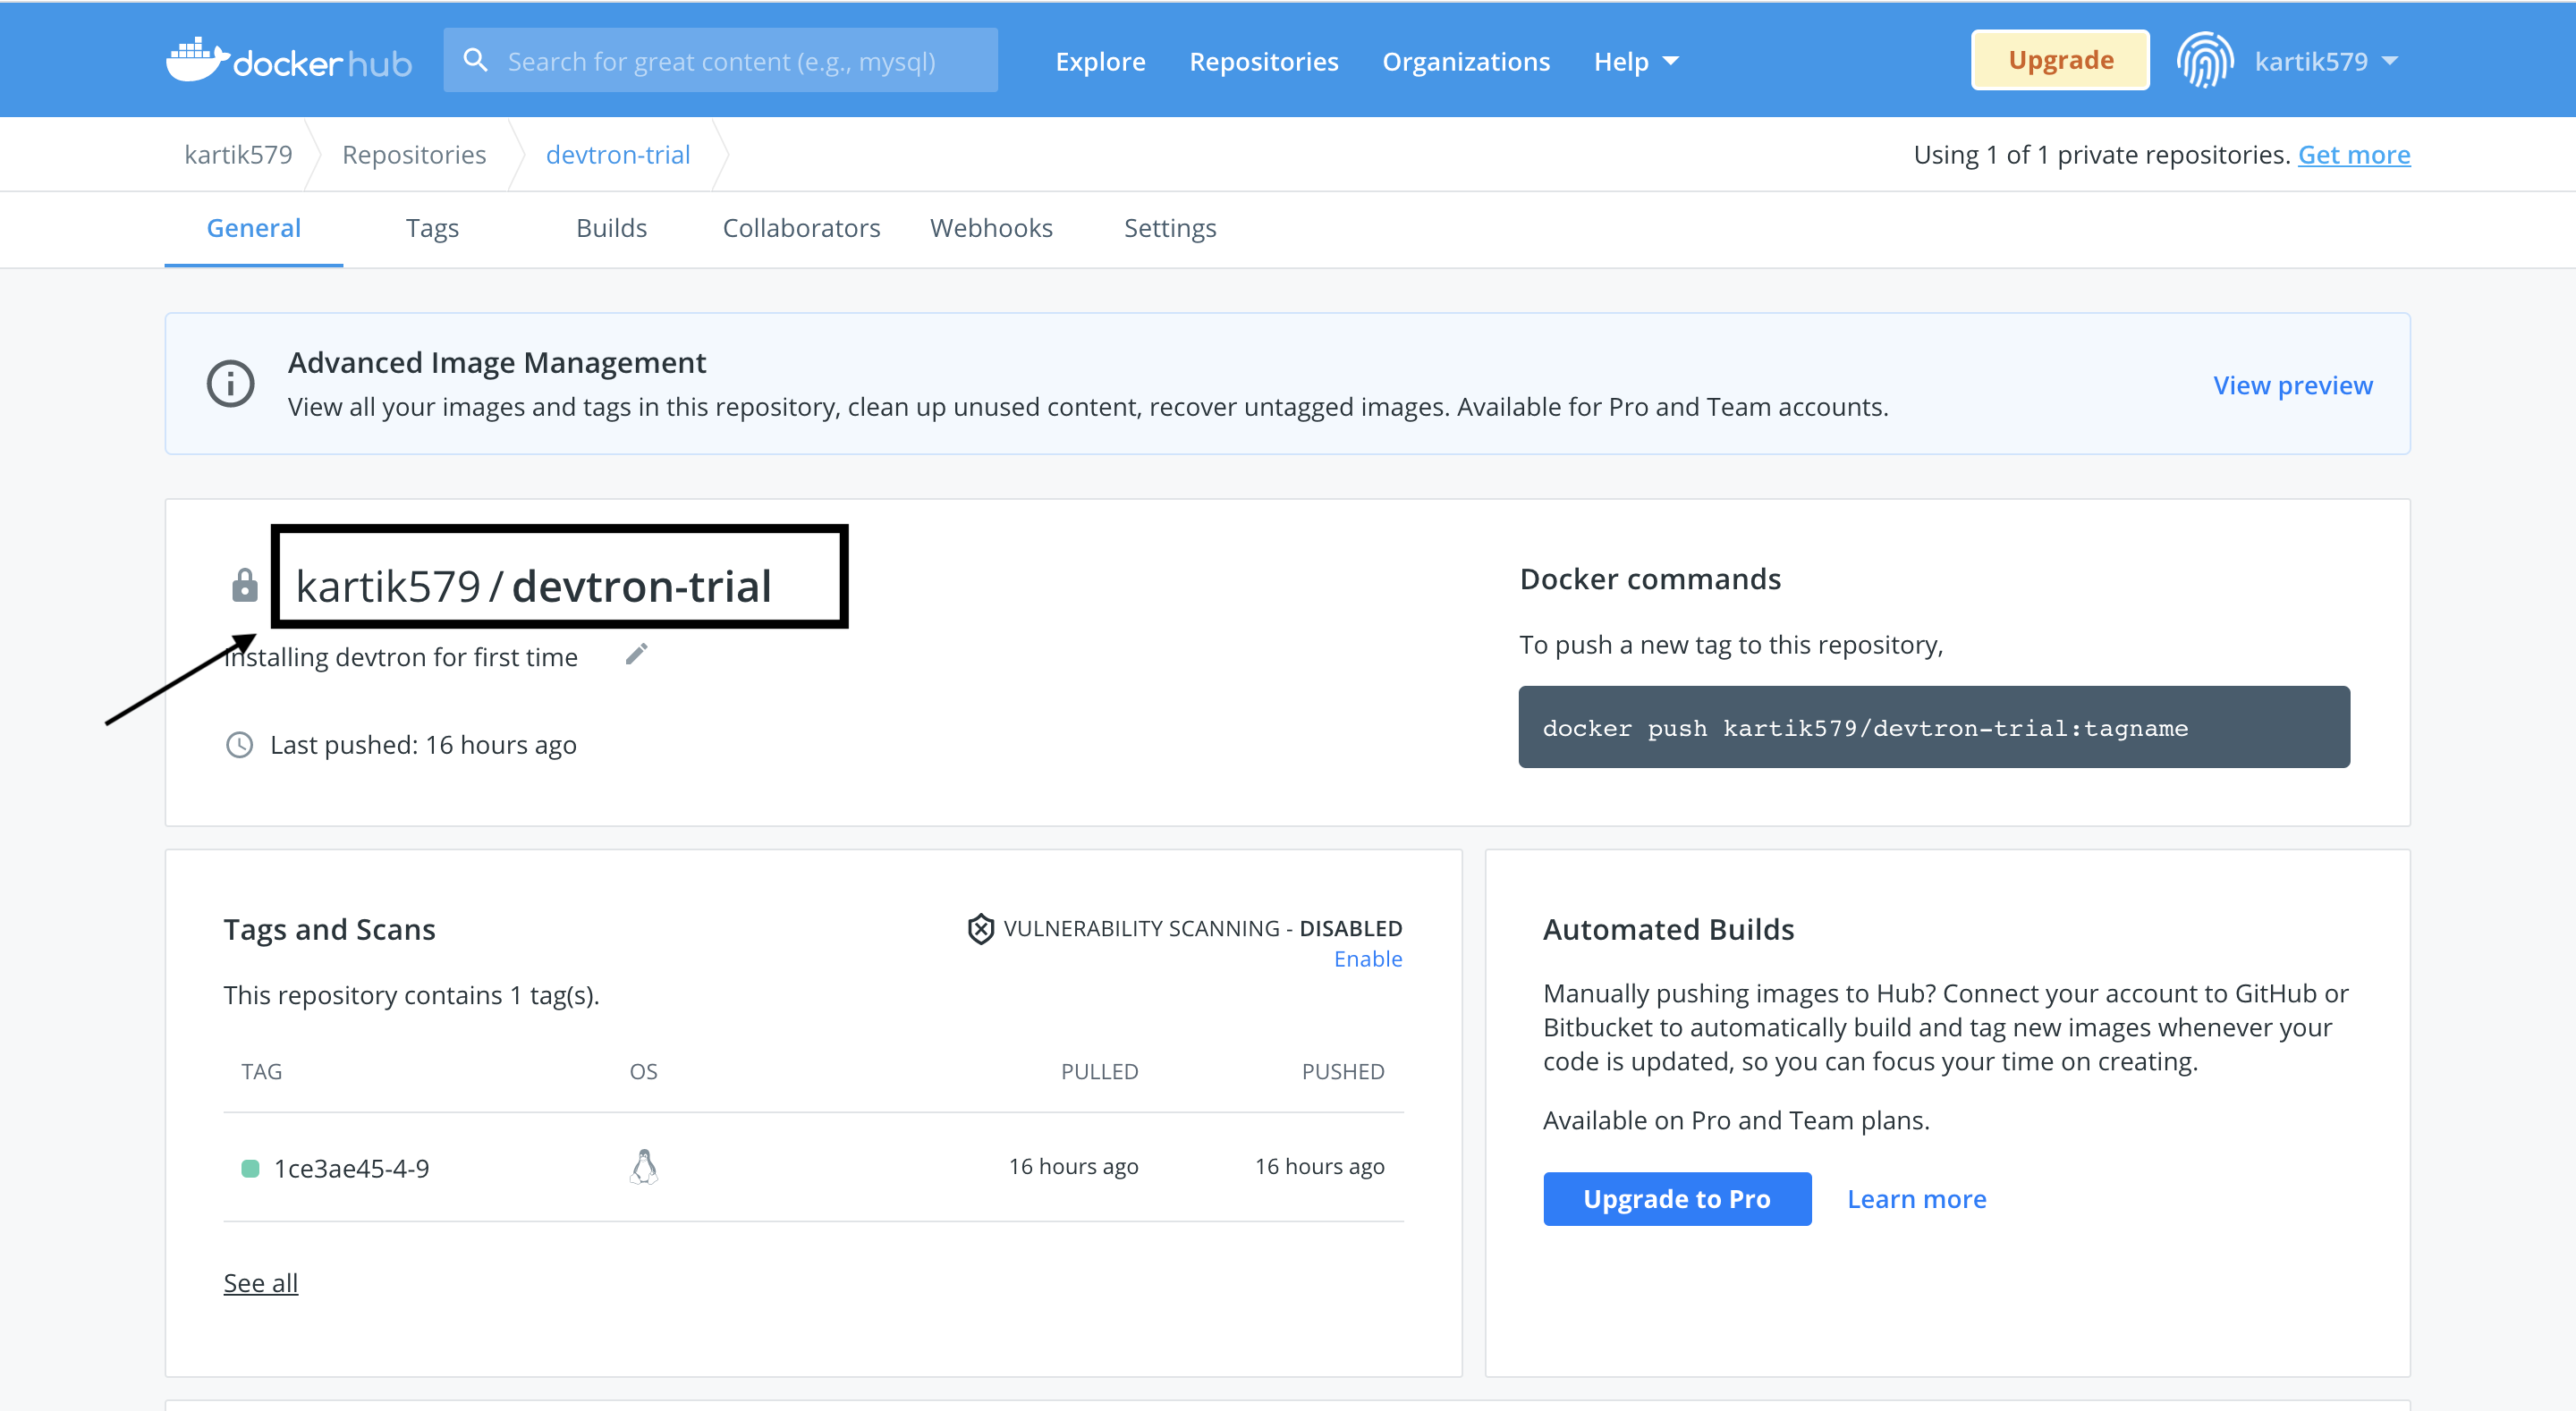 docker hub
Search for great content (e.g., mysql)
Explore
Repositories
Organizations
Help
Upgrade
kartik579
kartik579
Repositories
devtron-trial
Using 1 of 1 private repositories. Get more
General
Tags
Builds
Collaborators
Webhooks
Settings
Advanced Image Management
View all your images and tags in this repository, clean up unused content, recover untagged images. Available for Pro and Team accounts.
View preview
kartik579 / devtron-trial
Installing devtron for first time
Last pushed: 16 hours ago
Docker commands
To push a new tag to this repository,
docker push kartik579/devtron-trial:tagname
Tags and Scans
VULNERABILITY SCANNING - DISABLED
Enable
This repository contains 1 tag(s).
TAG OS PULLED PUSHED
1ce3ae45-4-9 16 hours ago 16 hours ago
See all
Automated Builds
Manually pushing images to Hub? Connect your account to GitHub or
Bitbucket to automatically build and tag new images whenever your
code is updated, so you can focus your time on creating.
Available on Pro and Team plans.
Upgrade to Pro
Learn more